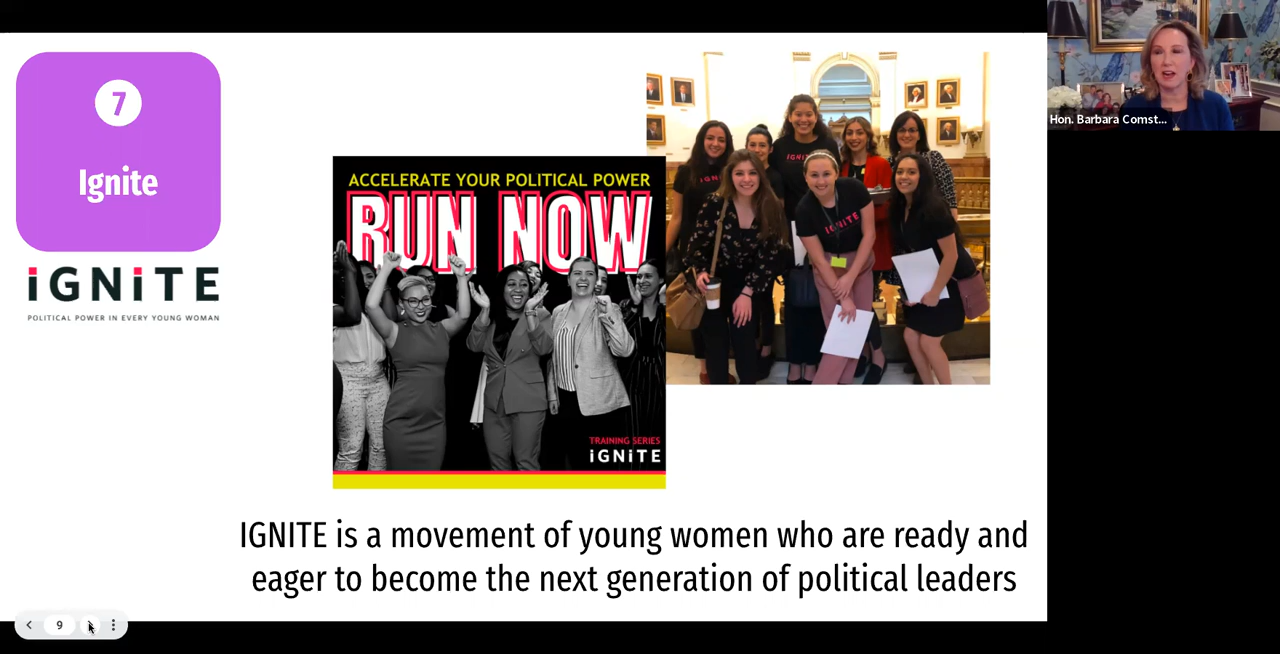 7
Ignite
iGNiTE
POLITICAL POWER IN EVERY YOUNG WOMAN
ACCELERATE YOUR POLITICAL POWER
RUN NOW
TRAINING SERIES
iGNiTE
IGNITE
IGNITE
Hon. Barbara Comst...
IGNITE is a movement of young women who are ready and
eager to become the next generation of political leaders
9